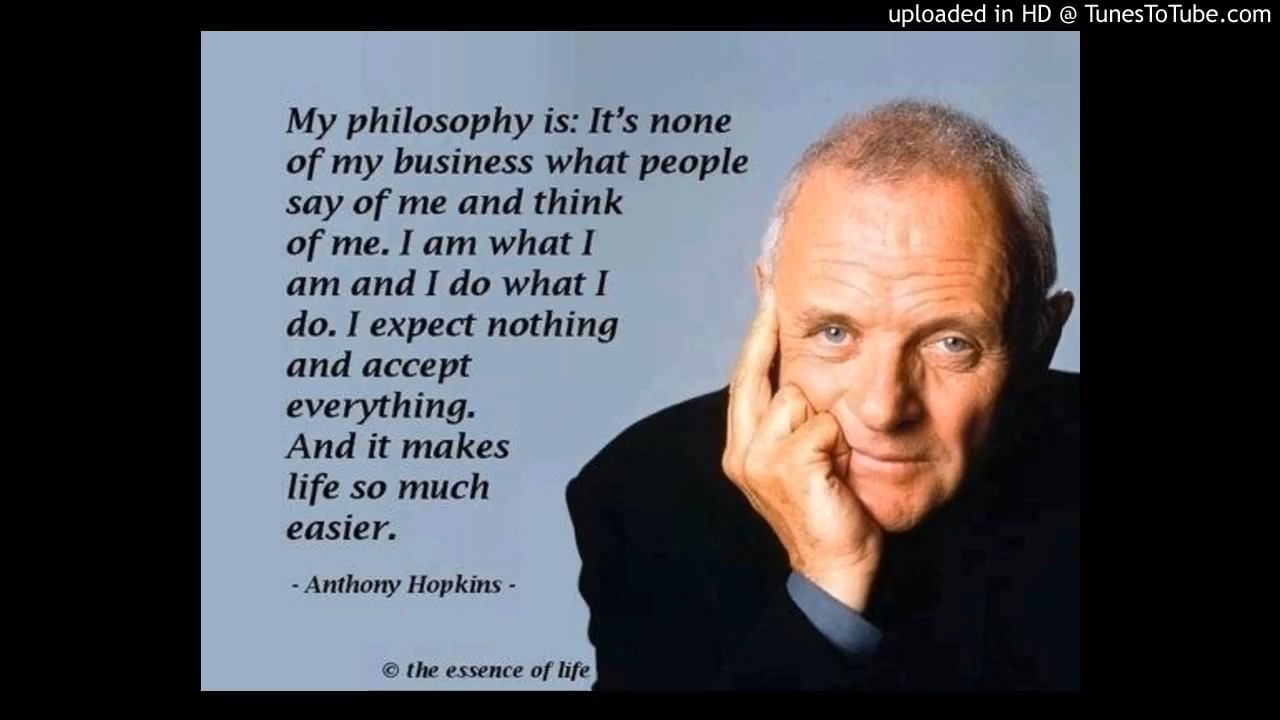 uploaded in HD @ TunesToTube.com
My philosophy is: It's none
of my business what people
say of me and think
of me. I am what I
am and I do what I
do. I expect nothing
and accept
everything.
And it makes
life so much
easier.
- Anthony Hopkins -
© the essence of life